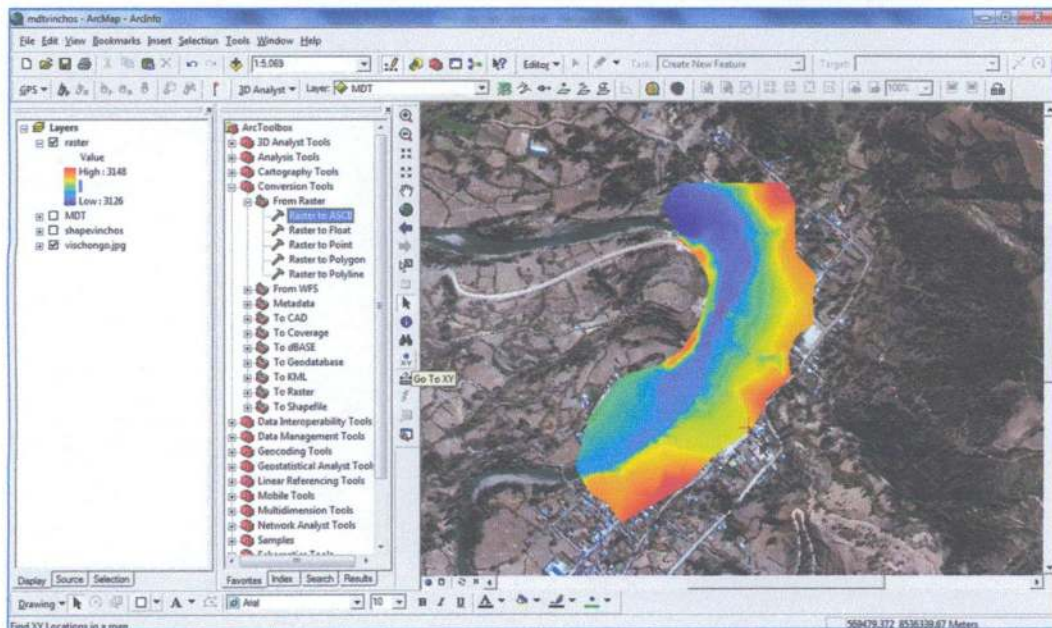 mdtvinchos - ArcMap - ArcInfo
File Edit View Bookmarks Insert Selection Tools Window Help
1:5,069
Editor
Task: Create New Feature
Target:
GPS
3D Analyst
Layer: MDT
100%
Layers
raster
Value
High : 3148
Low : 3126
MDT
shapevinchos
vischongo.jpg
Display Source Selection
ArcToolbox
3D Analyst Tools
Analysis Tools
Cartography Tools
Conversion Tools
From Raster
Raster to ASCII
Raster to Float
Raster to Point
Raster to Polygon
Raster to Polyline
From WFS
Metadata
To CAD
To Coverage
To dBASE
To Geodatabase
To KML
To Raster
To Shapefile
Data Interoperability Tools
Data Management Tools
Geocoding Tools
Geostatistical Analyst Tools
Linear Referencing Tools
Mobile Tools
Multidimension Tools
Network Analyst Tools
Samples
Favorites Index Search Results
XY
Go To XY
Drawing
A
Arial
10
B I U A
Find XY Locations in a map
569479.372 8536339.67 Meters